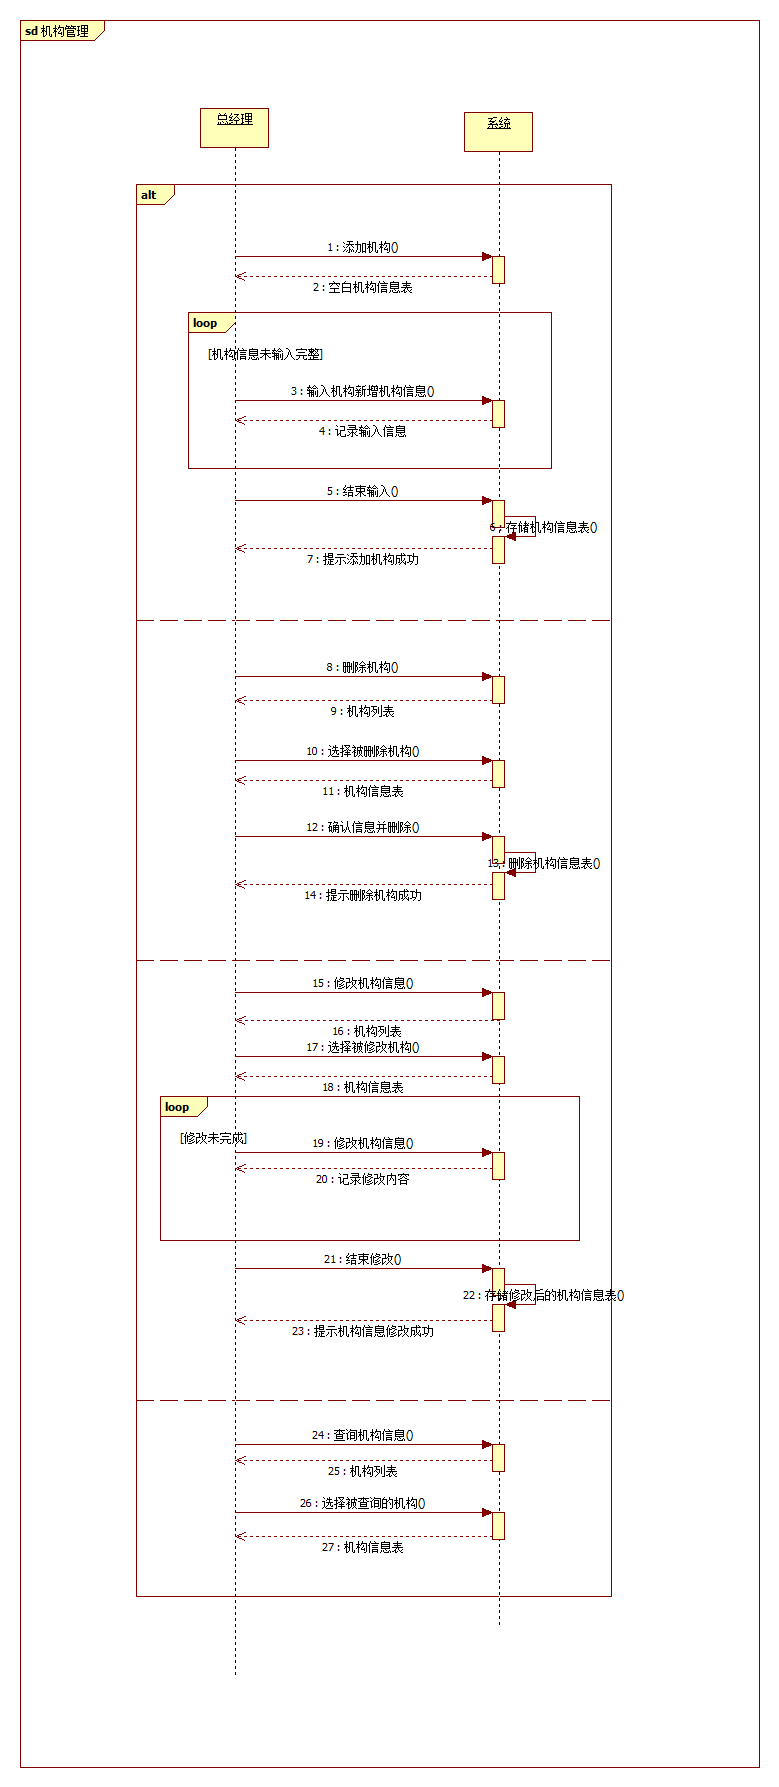 sd 机构管理
总经理
系统
alt
1 : 添加机构()
2 : 空白机构信息表
loop
[机构信息未输入完整]
3 : 输入机构新增机构信息()
4 : 记录输入信息
5 : 结束输入()
6 : 存储机构信息表()
7 : 提示添加机构成功
8 : 删除机构()
9 : 机构列表
10 : 选择被删除机构()
11 : 机构信息表
12 : 确认信息并删除()
13 : 删除机构信息表()
14 : 提示删除机构成功
15 : 修改机构信息()
16 : 机构列表
17 : 选择被修改机构()
18 : 机构信息表
loop
[修改未完成]
19 : 修改机构信息()
20 : 记录修改内容
21 : 结束修改()
22 : 存储修改后的机构信息表()
23 : 提示机构信息修改成功
24 : 查询机构信息()
25 : 机构列表
26 : 选择被查询的机构()
27 : 机构信息表